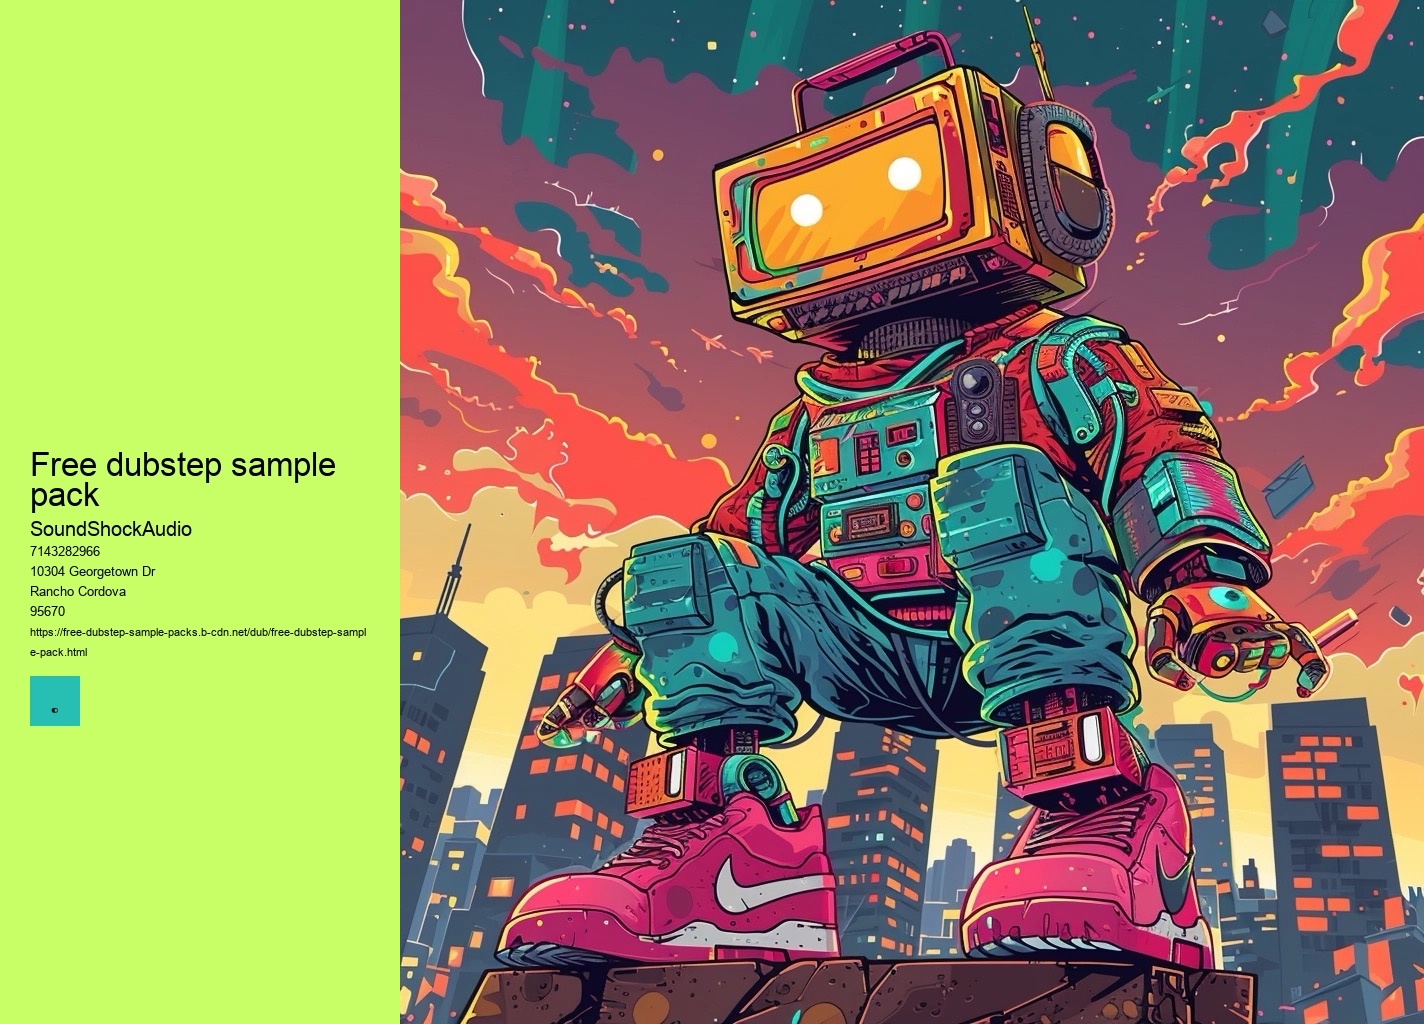 Free dubstep sample
pack
SoundShockAudio
7143282966
10304 Georgetown Dr
Rancho Cordova
95670
https://free-dubstep-sample-packs.b-cdn.net/dub/free-dubstep-sampl
e-pack.html